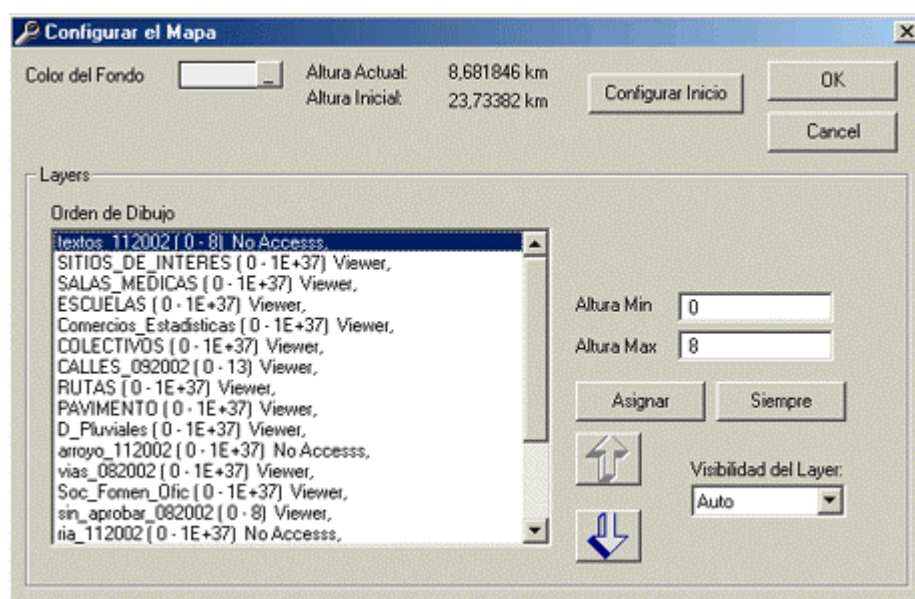 Configurar el Mapa
Color del Fondo
_
Altura Actual: 8,681846 km
Altura Inicial: 23,73382 km
Configurar Inicio
OK
Cancel
Layers
Orden de Dibujo
textos_112002 ( 0 - 8) No Accesss,
SITIOS_DE_INTERES ( 0 - 1E+37) Viewer,
SALAS_MEDICAS ( 0 - 1E+37) Viewer,
ESCUELAS ( 0 - 1E+37) Viewer,
Comercios_Estadisticas ( 0 - 1E+37) Viewer,
COLECTIVOS ( 0 - 1E+37) Viewer,
CALLES_092002 ( 0 - 13) Viewer,
RUTAS ( 0 - 1E+37) Viewer,
PAVIMENTO ( 0 - 1E+37) Viewer,
D_Pluviales ( 0 - 1E+37) Viewer,
arroyo_112002 ( 0 - 1E+37) No Accesss,
vias_082002 ( 0 - 1E+37) Viewer,
Soc_Fomen_Ofic ( 0 - 1E+37) Viewer,
sin_aprobar_082002 ( 0 - 8) Viewer,
ria_112002 ( 0 - 1E+37) No Accesss,
Altura Min 0
Altura Max 8
Asignar
Siempre
Visibilidad del Layer:
Auto